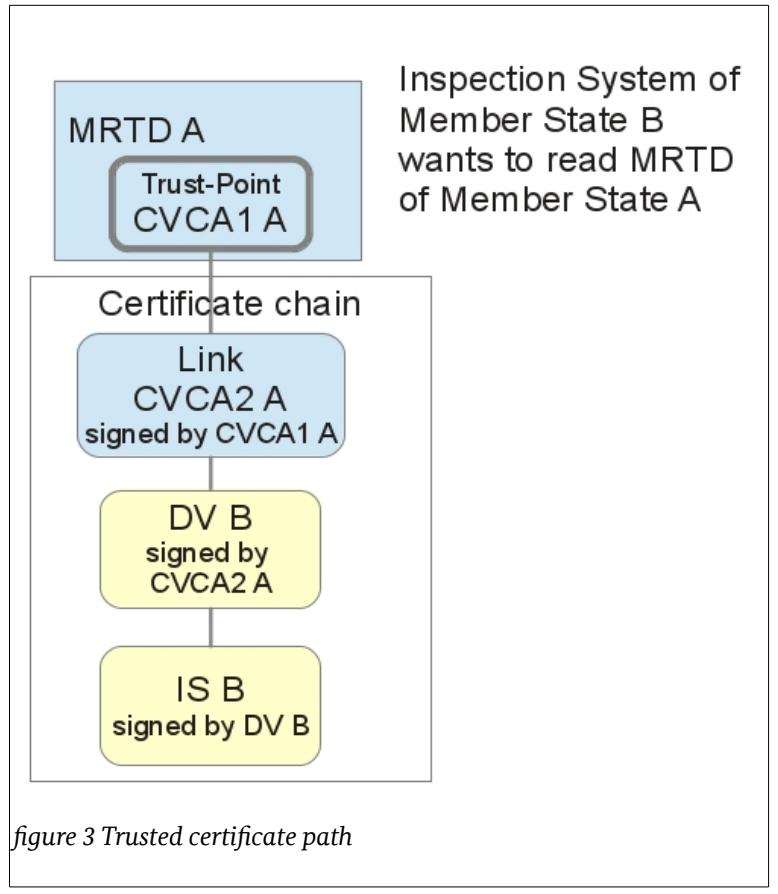 Inspection System of
Member State B
wants to read MRTD
of Member State A
MRTD A
Trust-Point
CVCA1 A
Certificate chain
Link
CVCA2 A
signed by CVCA1 A
DV B
signed by
CVCA2 A
IS B
signed by DV B
figure 3 Trusted certificate path